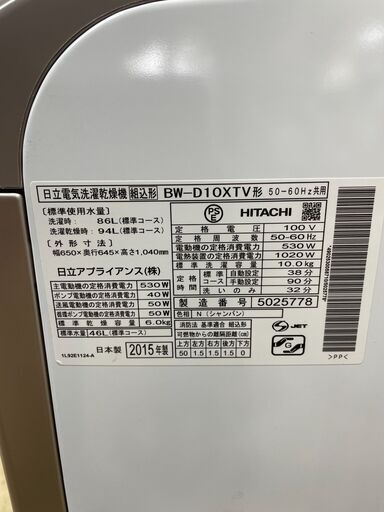 日立電気洗濯乾燥機 組込形 BW-D10XTV形 50-60Hz共用
[標準使用水量]
洗濯時: 86L(標準コース)
洗濯~乾燥時: 94L(標準コース)
[外形寸法]
幅650×奥行645×高さ1,040mm
日立アプライアンス(株)
主電動機の定格消費電力 530W
ポンプ電動機の定格消費電力 40W
送風電動機の定格消費電力 50W
循環ポンプ電動機の定格消費電力 50W
標準乾燥容量 6.0kg
標準水量 46L(標準コース)
1L92E1124-A
日本製 2015年製
PSE
HITACHI
定格電圧 100V
定格周波数 50-60Hz
電動機の定格消費電力 530W
電熱装置の定格消費電力 1020W
標準洗濯容量 10.0kg
定格時間 標準 自動設定 38分
手動設定 90分
洗いのみ 32分
製造番号 5025778
色相 N(シャンパン)
消防法 基準適合 組込形
可燃物からの離隔距離(cm)
上方 左方 右方 後方 下方
50 1.5 1.5 1.5 0
S JET
G
>PP<